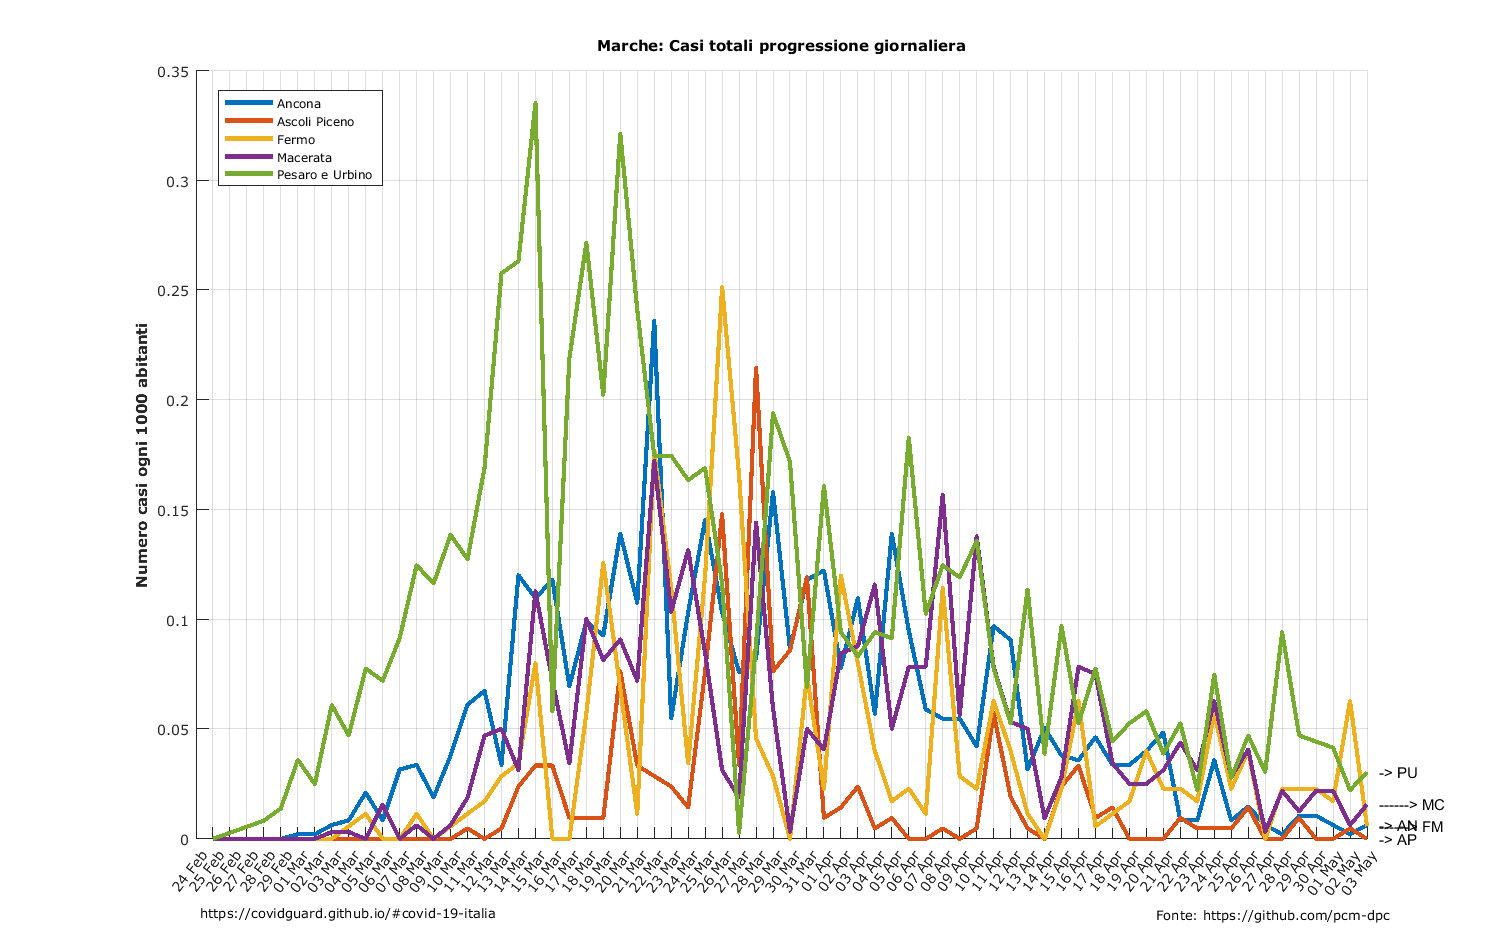 Marche: Casi totali progressione giornaliera
Numero casi ogni 1000 abitanti
0.35
0.3
0.25
0.2
0.15
0.1
0.05
0
Ancona
Ascoli Piceno
Fermo
Macerata
Pesaro e Urbino
-> PU
------> MC
-> AN
------> FM
-> AP
24 Feb
25 Feb
26 Feb
27 Feb
28 Feb
29 Feb
01 Mar
02 Mar
03 Mar
04 Mar
05 Mar
06 Mar
07 Mar
08 Mar
09 Mar
10 Mar
11 Mar
12 Mar
13 Mar
14 Mar
15 Mar
16 Mar
17 Mar
18 Mar
19 Mar
20 Mar
21 Mar
22 Mar
23 Mar
24 Mar
25 Mar
26 Mar
27 Mar
28 Mar
29 Mar
30 Mar
31 Mar
01 Apr
02 Apr
03 Apr
04 Apr
05 Apr
06 Apr
07 Apr
08 Apr
09 Apr
10 Apr
11 Apr
12 Apr
13 Apr
14 Apr
15 Apr
16 Apr
17 Apr
18 Apr
19 Apr
20 Apr
21 Apr
22 Apr
23 Apr
24 Apr
25 Apr
26 Apr
27 Apr
28 Apr
29 Apr
30 Apr
01 May
02 May
03 May
https://covidguard.github.io/#covid-19-italia
Fonte: https://github.com/pcm-dpc